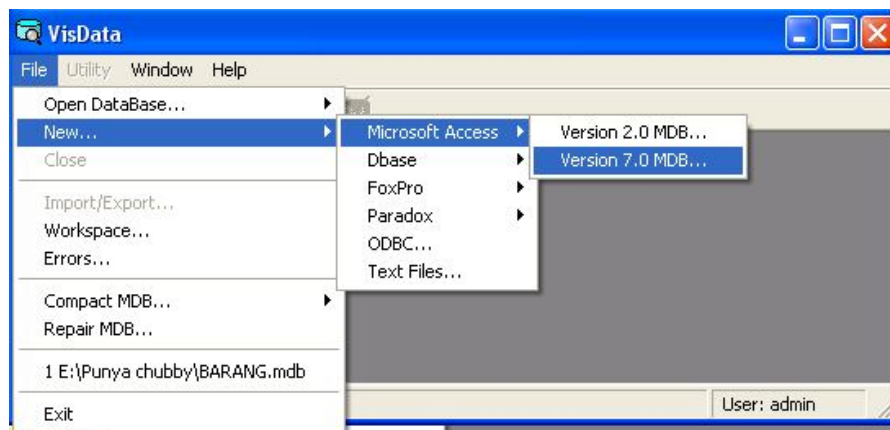 VisData
File Utility Window Help
Open DataBase...
New...
Close
Import/Export...
Workspace...
Errors...
Compact MDB...
Repair MDB...
1 E:\Punya chubby\BARANG.mdb
Exit
Microsoft Access
Dbase
FoxPro
Paradox
ODBC...
Text Files...
Version 2.0 MDB...
Version 7.0 MDB...
User: admin